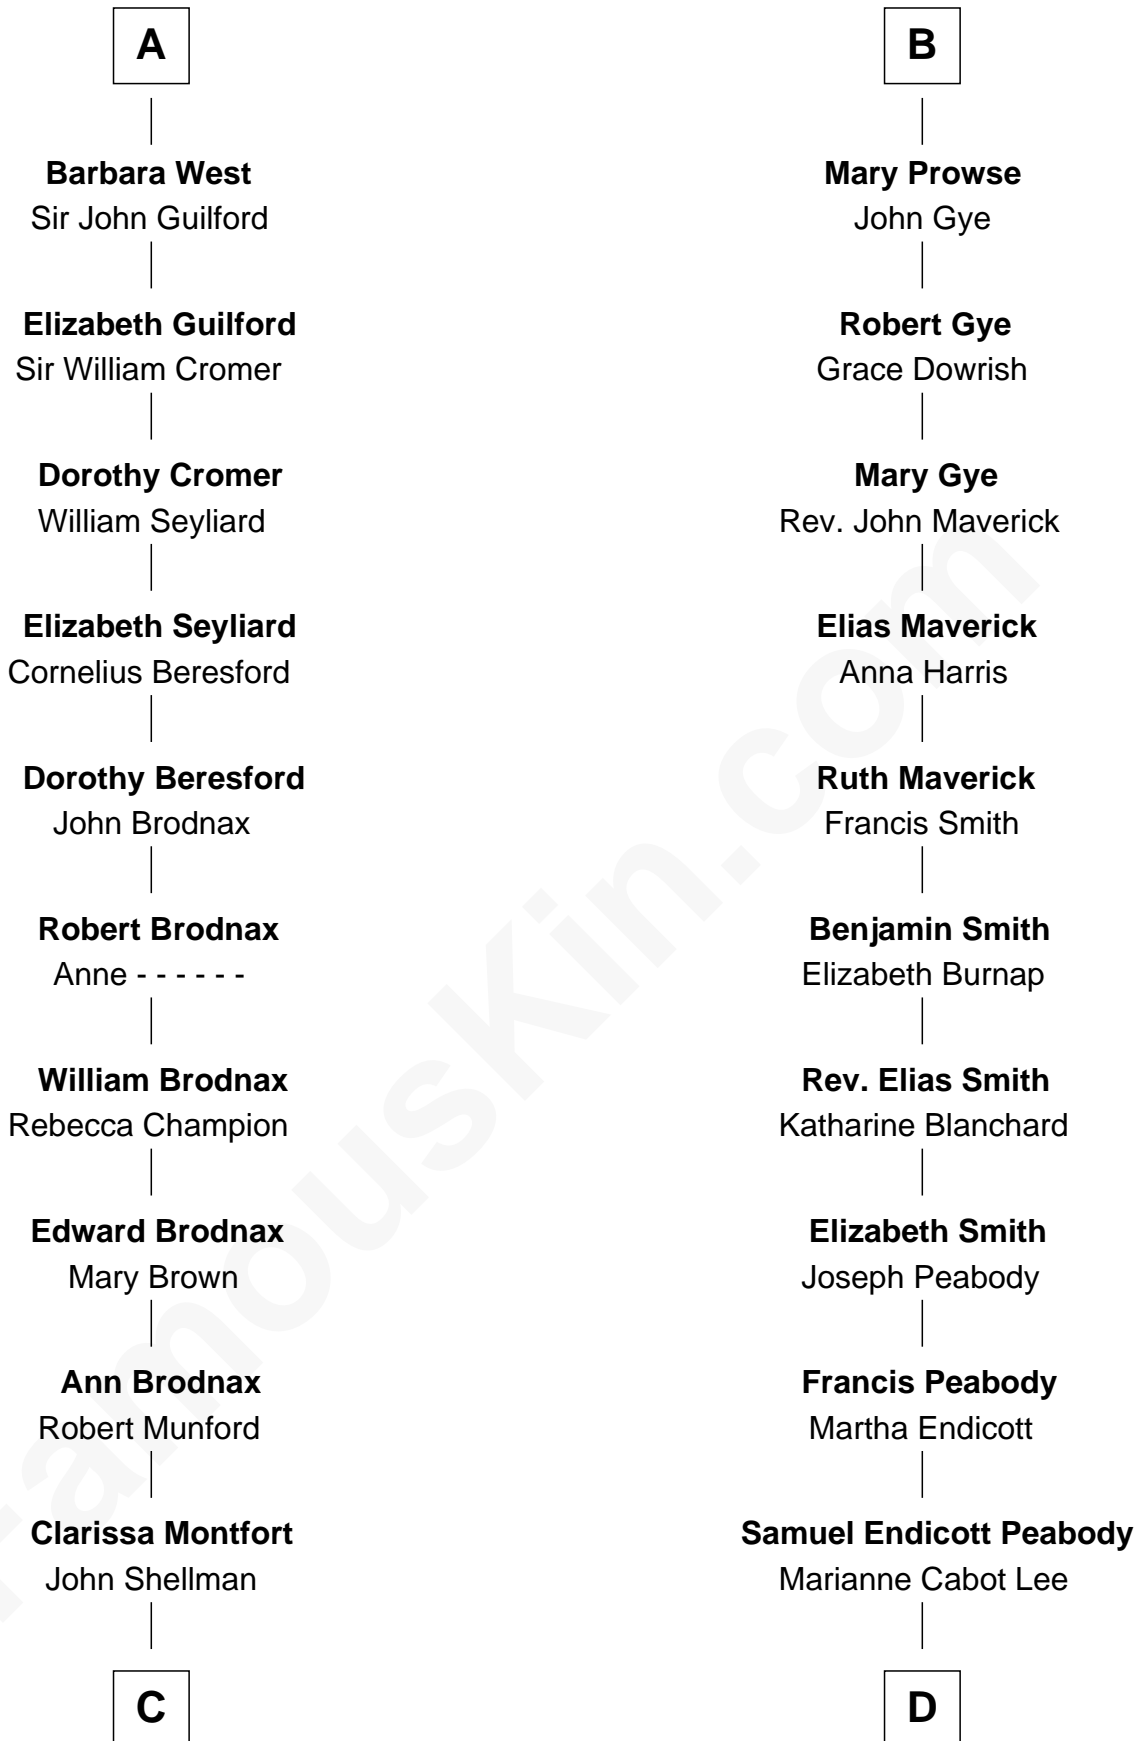 A
Barbara West
Sir John Guilford
Elizabeth Guilford
Sir William Cromer
Dorothy Cromer
William Seyliard
Elizabeth Seyliard
Cornelius Beresford
Dorothy Beresford
John Brodnax
Robert Brodnax
Anne - - - - - -
William Brodnax
Rebecca Champion
Edward Brodnax
Mary Brown
Ann Brodnax
Robert Munford
Clarissa Montfort
John Shellman
C
B
Mary Prowse
John Gye
Robert Gye
Grace Dowrish
Mary Gye
Rev. John Maverick
Elias Maverick
Anna Harris
Ruth Maverick
Francis Smith
Benjamin Smith
Elizabeth Burnap
Rev. Elias Smith
Katharine Blanchard
Elizabeth Smith
Joseph Peabody
Francis Peabody
Martha Endicott
Samuel Endicott Peabody
Marianne Cabot Lee
D
FamousKin.com